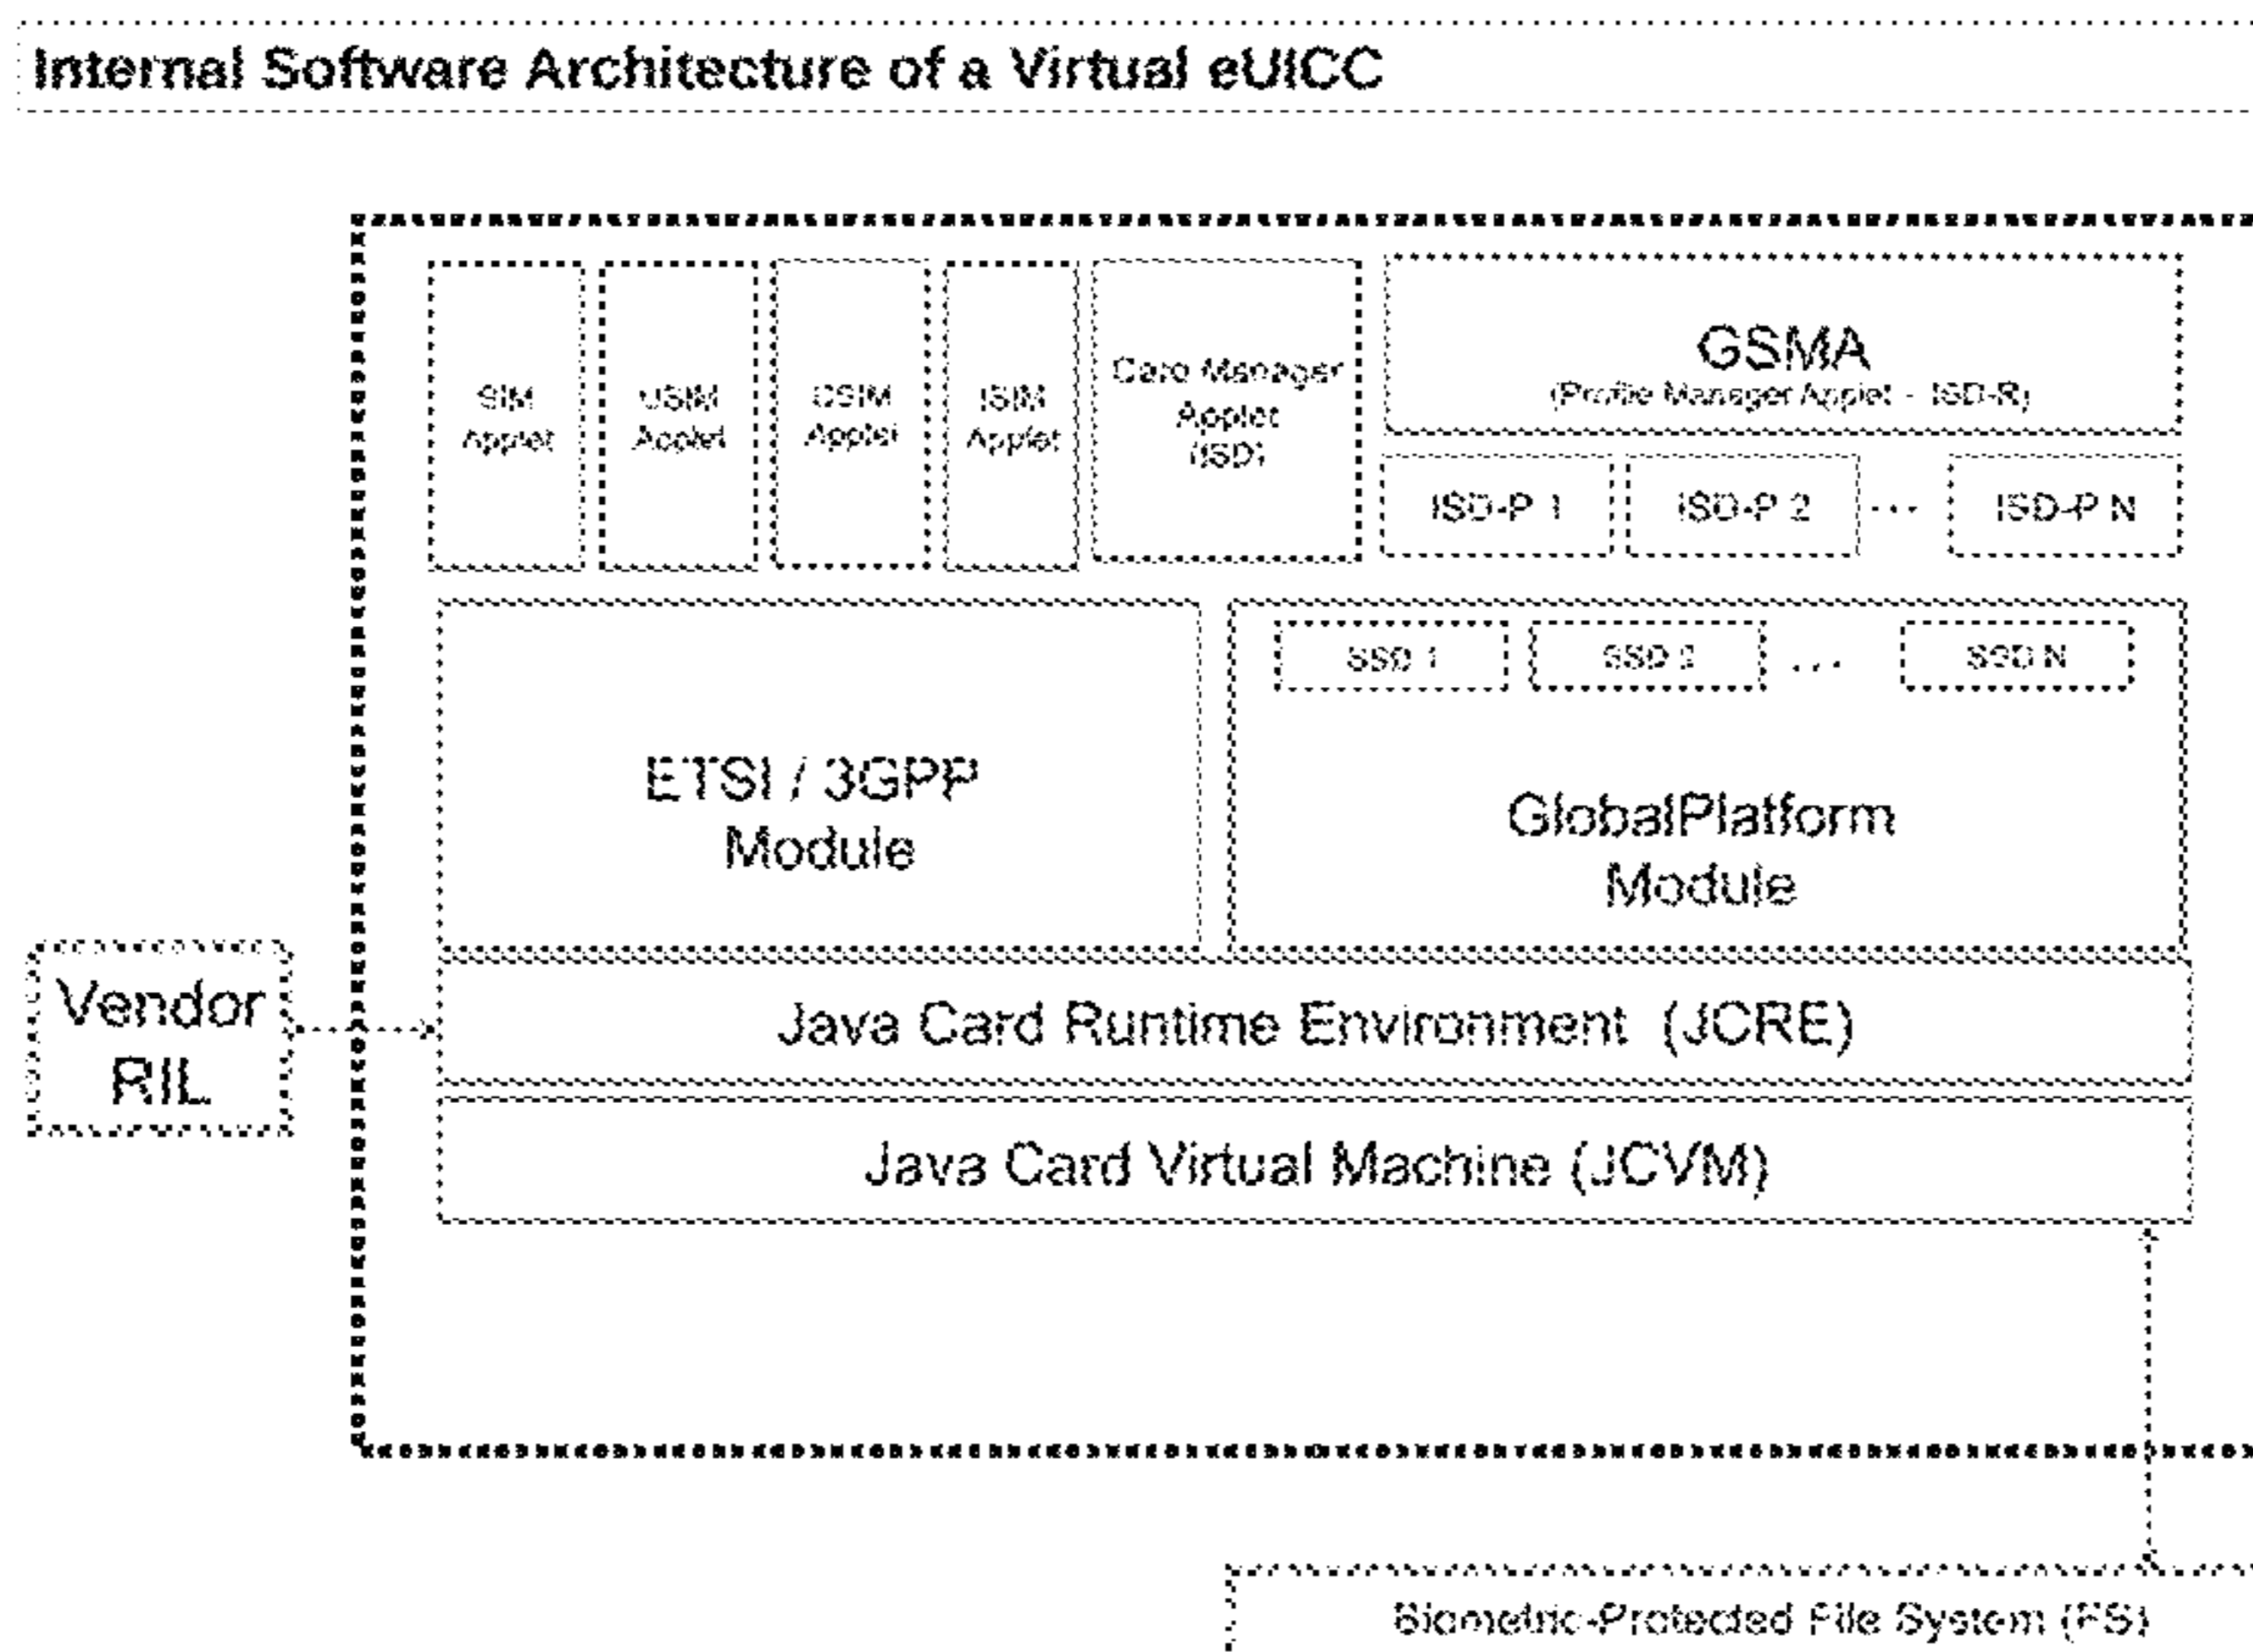 Internal Software Architecture of a Virtual eUICC
SIM
Applet
USIM
Applet
CSIM
Applet
ISIM
Applet
Card Manager
Applet
(ISD)
GSMA
(Profile Manager Applet - ISD-R)
ISD-P 1
ISD-P 2
...
ISD-P N
ETSI / 3GPP
Module
SSD 1
SSD 2
...
SSD N
GlobalPlatform
Module
Vendor
RIL
Java Card Runtime Environment (JCRE)
Java Card Virtual Machine (JCVM)
Biometric-Protected File System (FS)